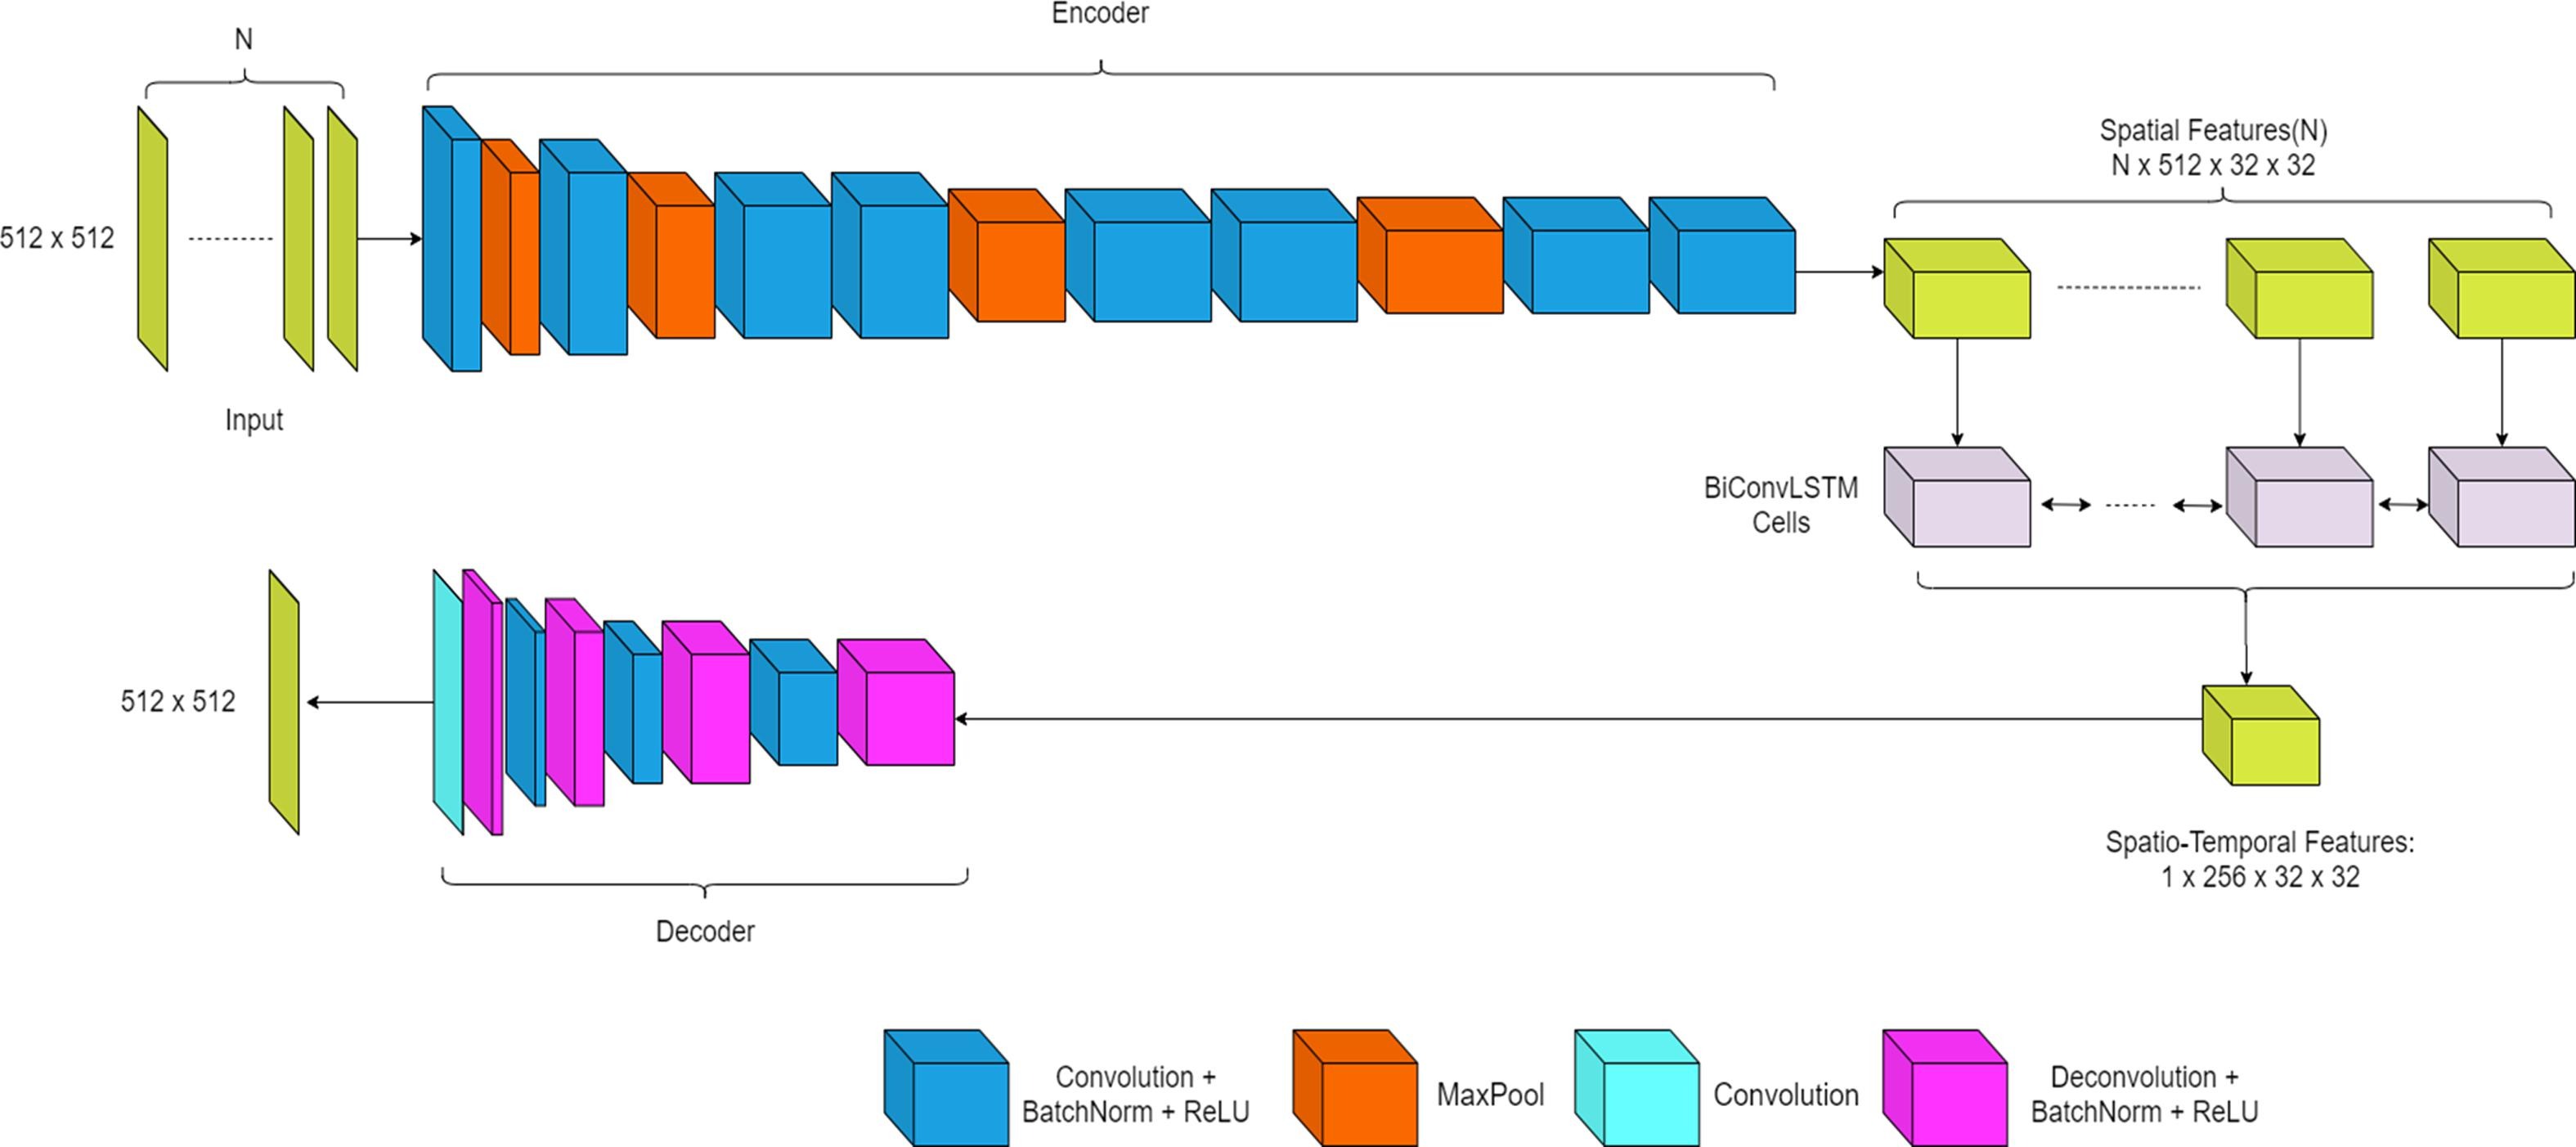 Encoder
N
Spatial Features(N)
N x 512 x 32 x 32
512 x 512
Input
BiConvLSTM
Cells
512 x 512
Spatio-Temporal Features:
1 x 256 x 32 x 32
Decoder
Convolution +
BatchNorm + ReLU
MaxPool
Convolution
Deconvolution +
BatchNorm + ReLU